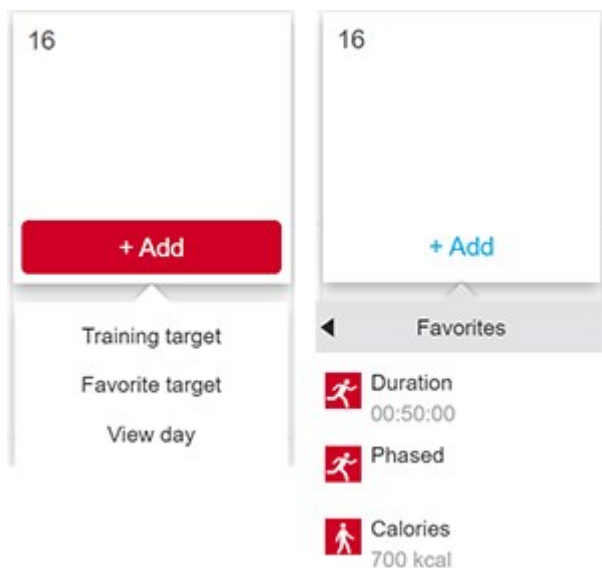 16
+ Add
Training target
Favorite target
View day
16
+ Add
Favorites
Duration
00:50:00
Phased
Calories
700 kcal